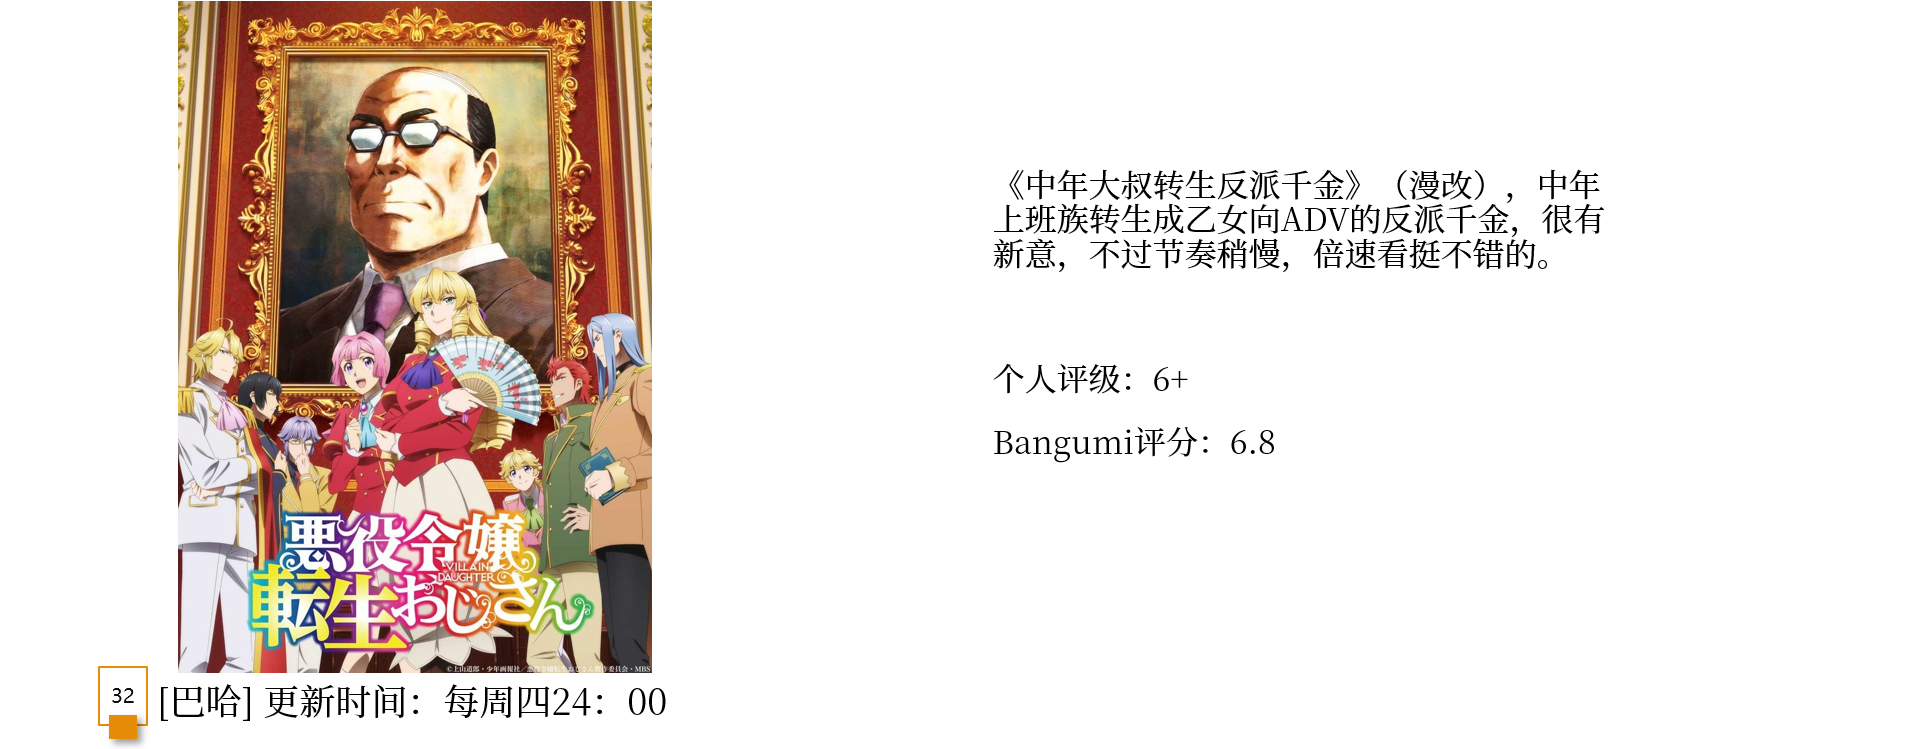 悪役令嬢
VILLAIN
DAUGHTER
転生おじさん
©上山道郎・少年画報社／悪役令嬢転生おじさん製作委員会・MBS
32
[巴哈] 更新时间：每周四24：00
《中年大叔转生反派千金》（漫改），中年
上班族转生成乙女向ADV的反派千金，很有
新意，不过节奏稍慢，倍速看挺不错的。
个人评级：6+
Bangumi评分：6.8